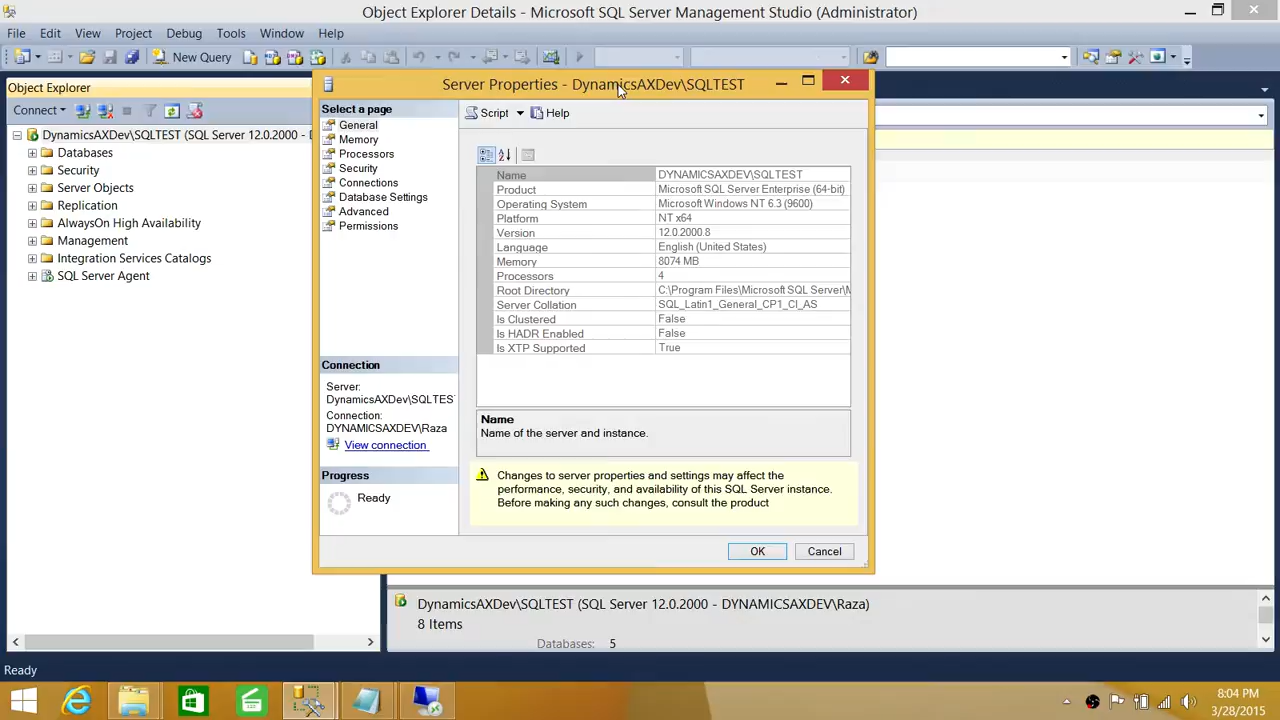 Object Explorer Details - Microsoft SQL Server Management Studio (Administrator)
File Edit View Project Debug Tools Window Help
New Query
Object Explorer
Connect
DynamicsAXDev\SQLTEST (SQL Server 12.0.2000 - D
Databases
Security
Server Objects
Replication
AlwaysOn High Availability
Management
Integration Services Catalogs
SQL Server Agent
Server Properties - DynamicsAXDev\SQLTEST
Select a page
General
Memory
Processors
Security
Connections
Database Settings
Advanced
Permissions
Connection
Server:
DynamicsAXDev\SQLTES
Connection:
DYNAMICSAXDEV\Raza
View connection
Progress
Ready
Script Help
Name DYNAMICSAXDEV\SQLTEST
Product Microsoft SQL Server Enterprise (64-bit)
Operating System Microsoft Windows NT 6.3 (9600)
Platform NT x64
Version 12.0.2000.8
Language English (United States)
Memory 8074 MB
Processors 4
Root Directory C:\Program Files\Microsoft SQL Server\M
Server Collation SQL_Latin1_General_CP1_CI_AS
Is Clustered False
Is HADR Enabled False
Is XTP Supported True
Name
Name of the server and instance.
Changes to server properties and settings may affect the
performance, security, and availability of this SQL Server instance.
Before making any such changes, consult the product
OK Cancel
DynamicsAXDev\SQLTEST (SQL Server 12.0.2000 - DYNAMICSAXDEV\Raza)
8 Items
Databases: 5
Ready
8:04 PM
3/28/2015